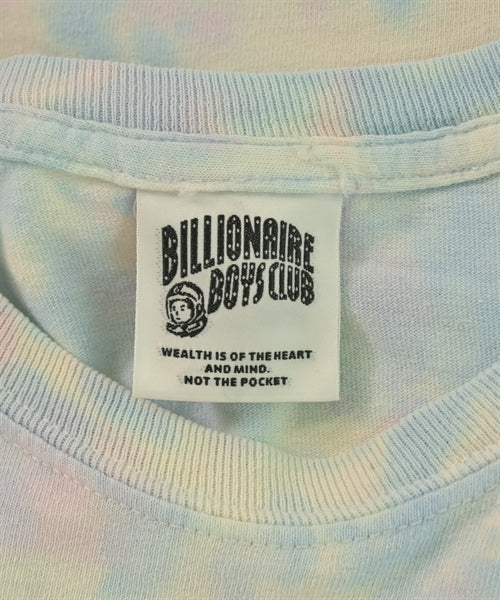 BILLIONAIRE
BOYS CLUB
WEALTH IS OF THE HEART
AND MIND.
NOT THE POCKET